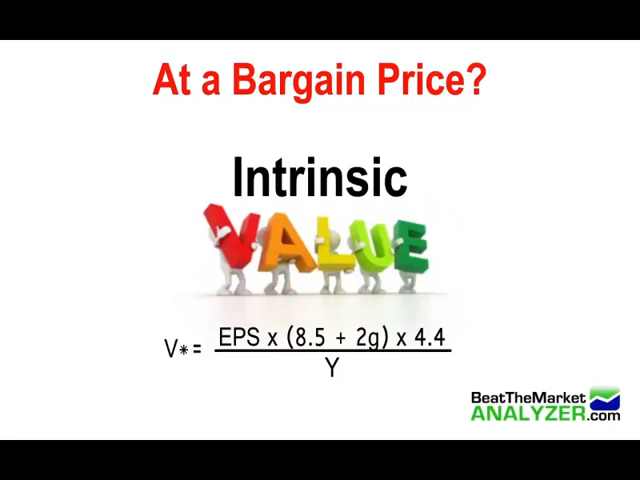 At a Bargain Price?
Intrinsic
VALUE
V* = EPS x (8.5 + 2g) x 4.4
Y
BeatTheMarket
ANALYZER.com